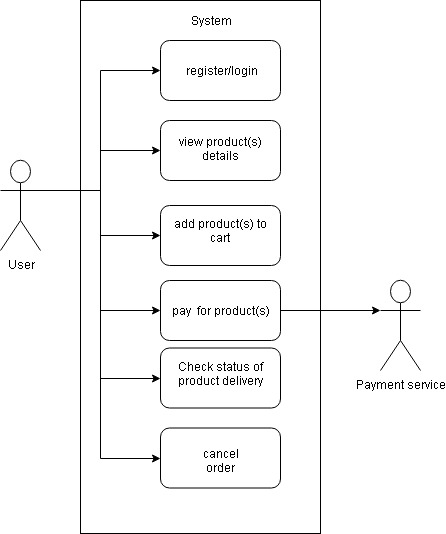 System
register/login
view product(s)
details
add product(s) to
cart
User
pay for product(s)
Check status of
product delivery
Payment service
cancel
order